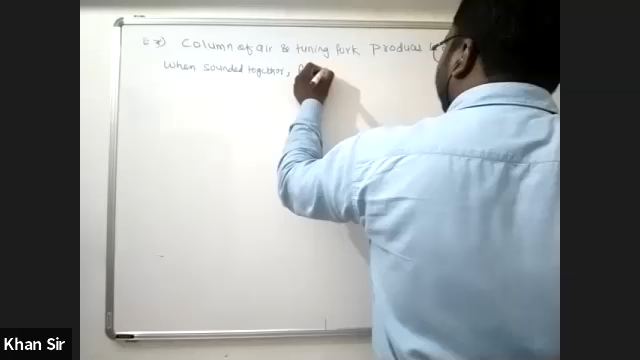 Ex) Column of air & tuning fork produce
When sounded together,
Khan Sir